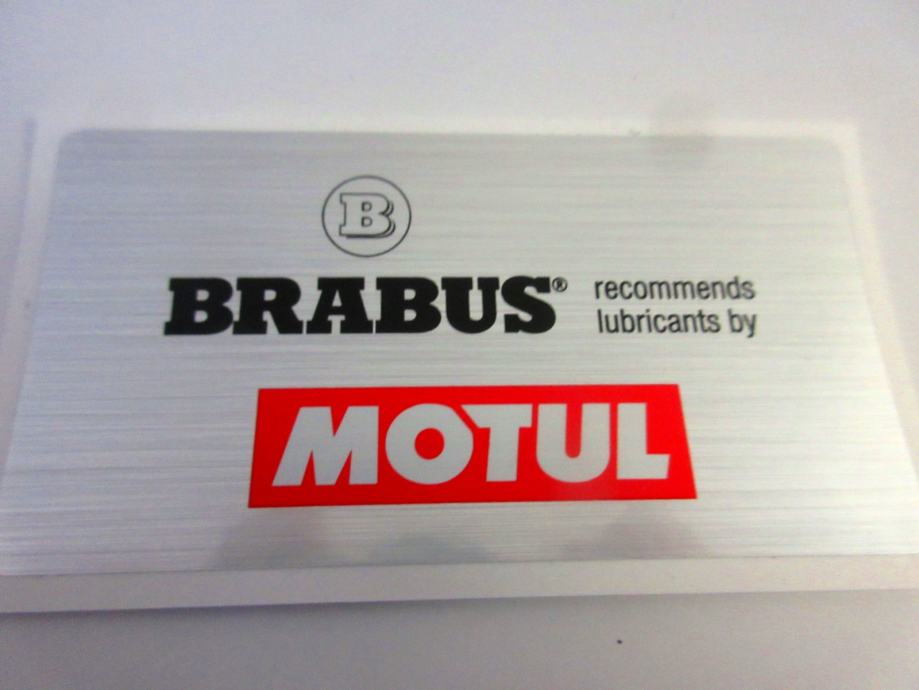 B
BRABUS® recommends
lubricants by
MOTUL